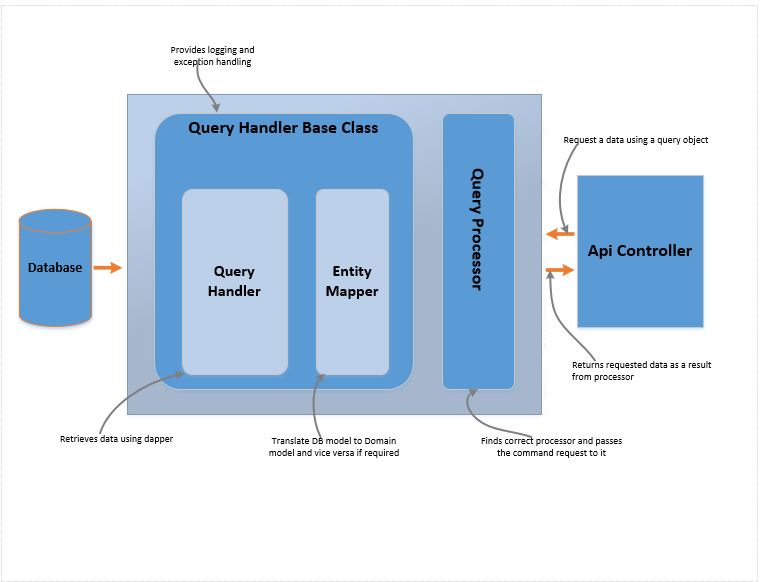 Provides logging and
exception handling
Query Handler Base Class
Request a data using a query object
Query Processor
Api Controller
Database
Query
Handler
Entity
Mapper
Returns requested data as a result
from processor
Retrieves data using dapper
Translate DB model to Domain
model and vice versa if required
Finds correct processor and passes
the command request to it